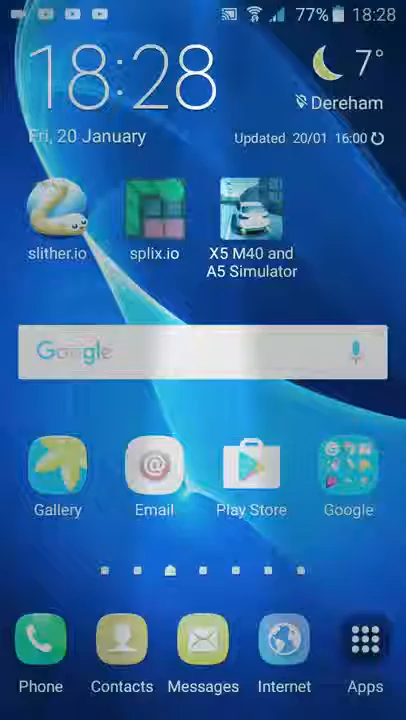 77% 18:28
18:28
7°
Dereham
Fri, 20 January
Updated 20/01 16:00
slither.io
splix.io
X5 M40 and
A5 Simulator
Google
Gallery
Email
Play Store
Google
Phone
Contacts
Messages
Internet
Apps